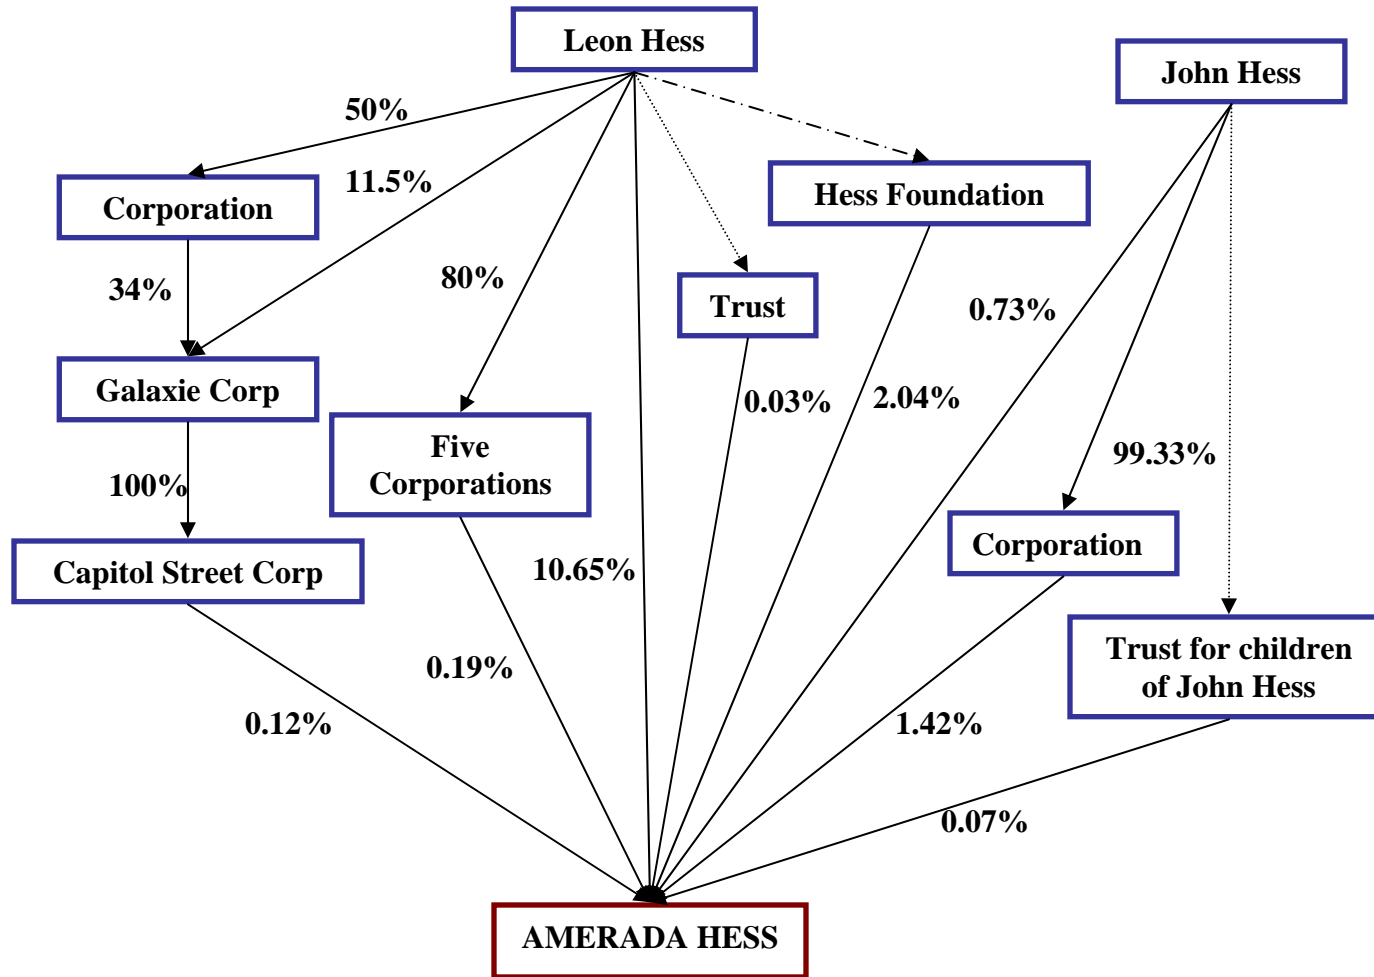 Leon Hess
John Hess
50%
11.5%
Corporation
Hess Foundation
34%
80%
Trust
0.73%
Galaxie Corp
0.03%
2.04%
Five
Corporations
99.33%
100%
Capitol Street Corp
10.65%
Corporation
0.19%
Trust for children
of John Hess
0.12%
1.42%
0.07%
AMERADA HESS